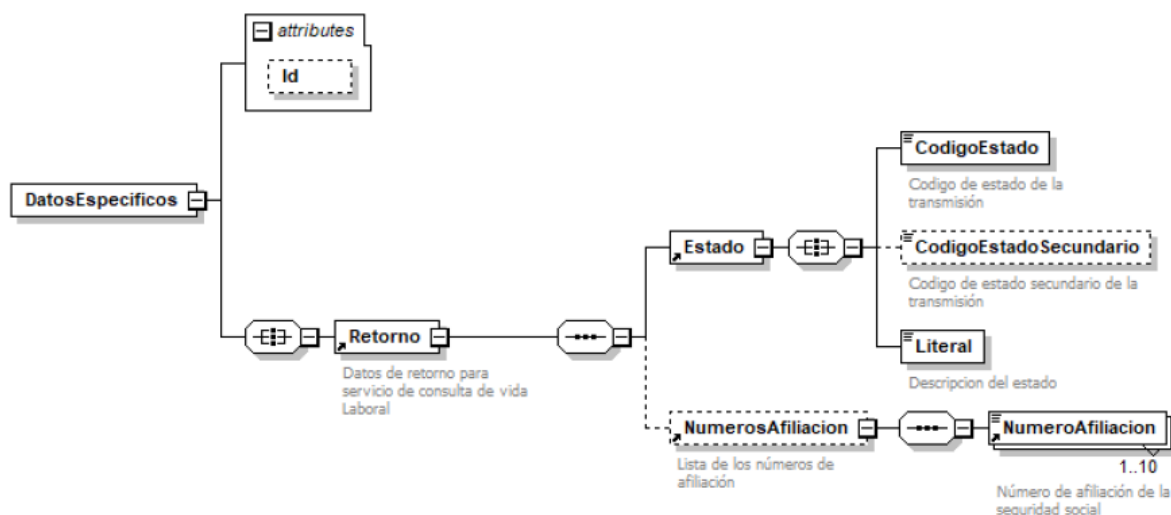 attributes
Id
DatosEspecificos
Retorno
Datos de retorno para
servicio de consulta de vida
Laboral
Estado
CodigoEstado
Codigo de estado de la
transmisión
CodigoEstadoSecundario
Codigo de estado secundario de la
transmisión
Literal
Descripcion del estado
NumerosAfiliacion
Lista de los números de
afiliación
NumeroAfiliacion
1..10
Número de afiliación de la
seguridad social